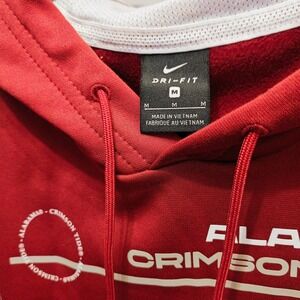 DRI-FIT
M
M M M
MADE IN VIETNAM
FABRIQUÉ AU VIETNAM
ALABAMA - CRIMSON TIDE
ALA
CRIMSON